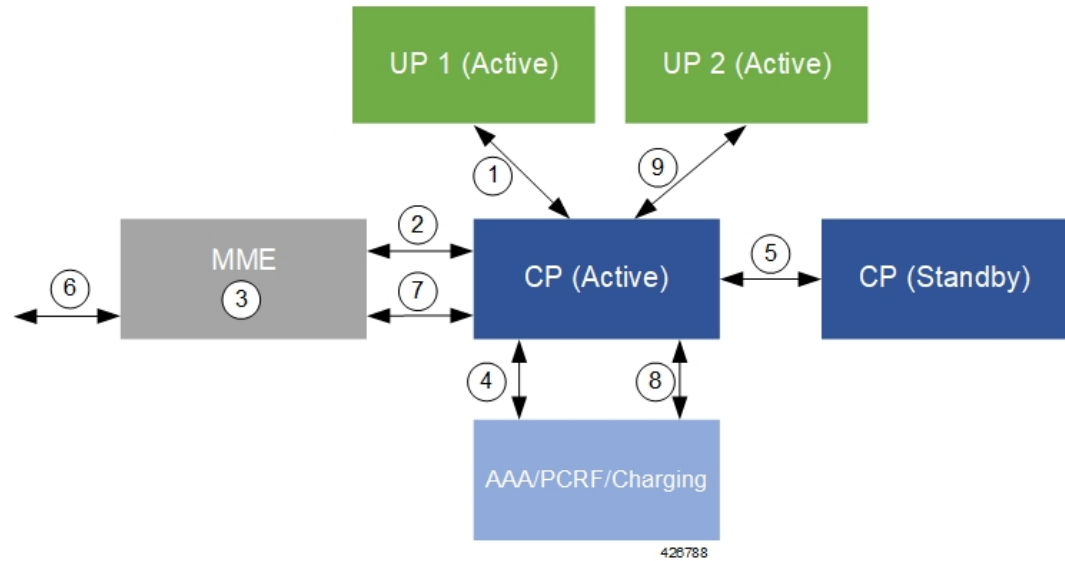 UP 1 (Active)
UP 2 (Active)
1
9
2
MME
3
CP (Active)
5
CP (Standby)
6
7
4
8
AAA/PCRF/Charging
426788